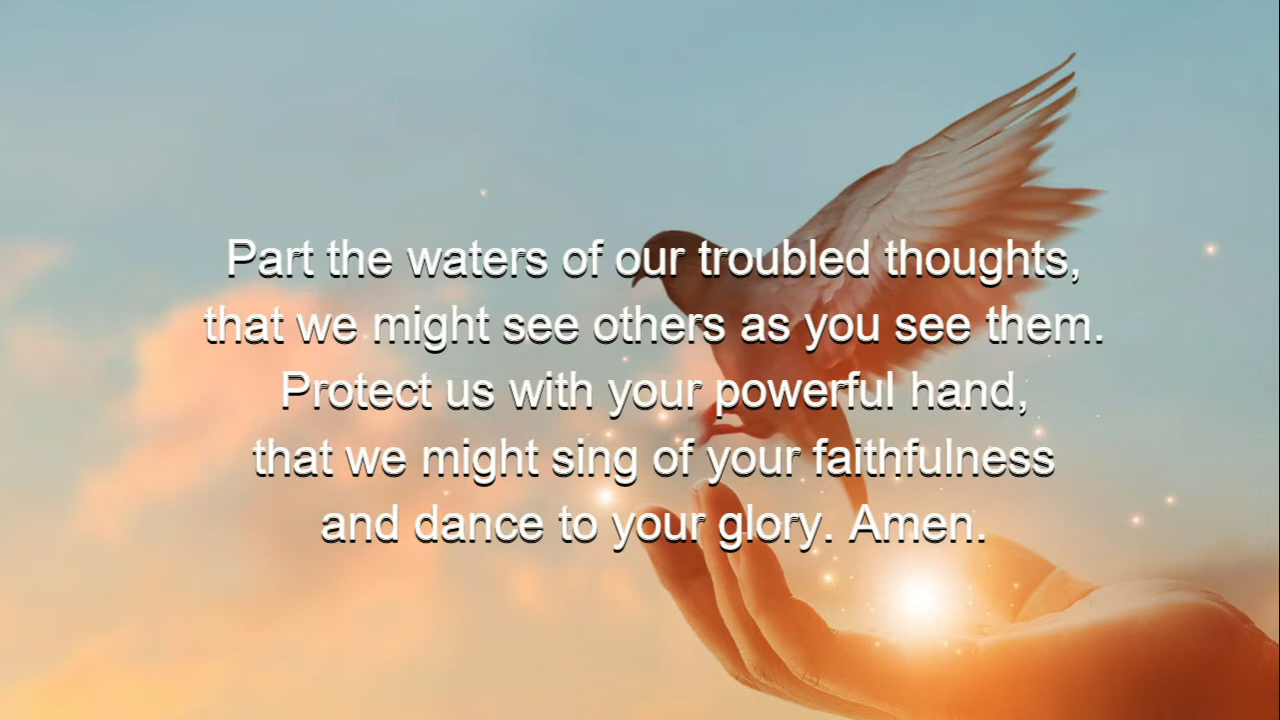 Part the waters of our troubled thoughts,
that we might see others as you see them.
Protect us with your powerful hand,
that we might sing of your faithfulness
and dance to your glory. Amen.